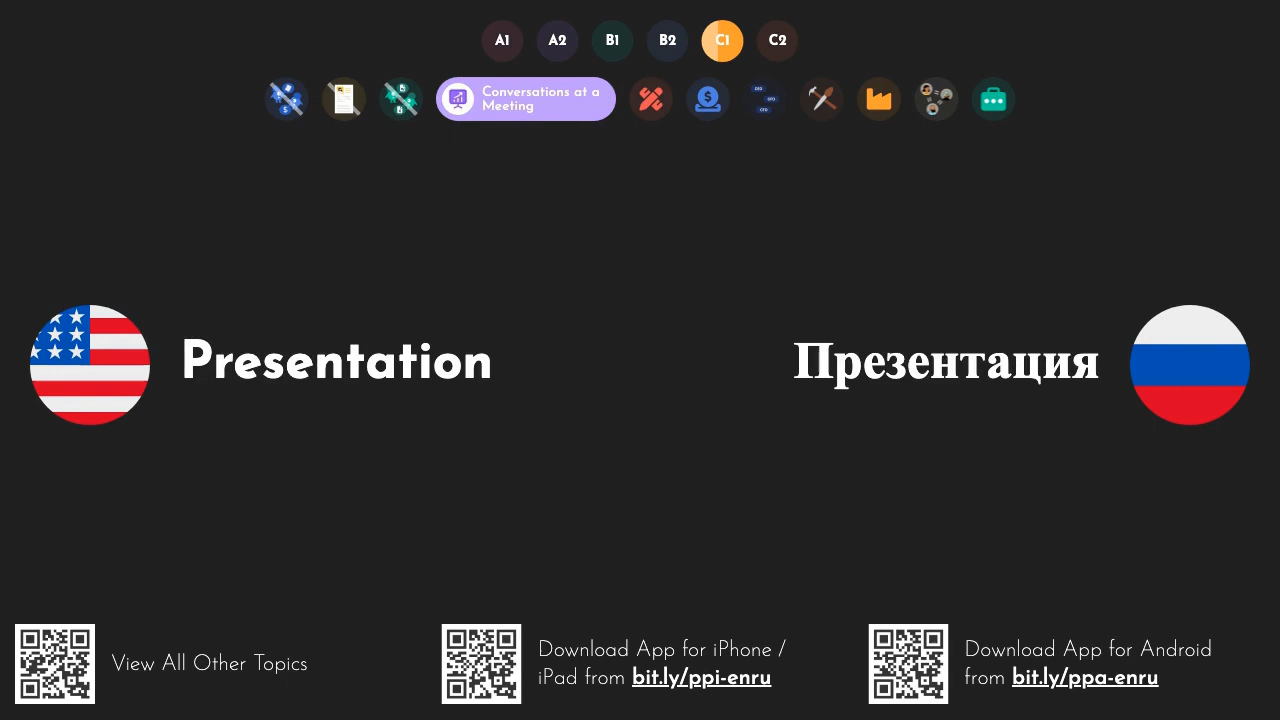 A1 A2 B1 B2 C1 C2
Conversations at a
Meeting
Presentation
Презентация
View All Other Topics
Download App for iPhone /
iPad from bit.ly/ppi-enru
Download App for Android
from bit.ly/ppa-enru